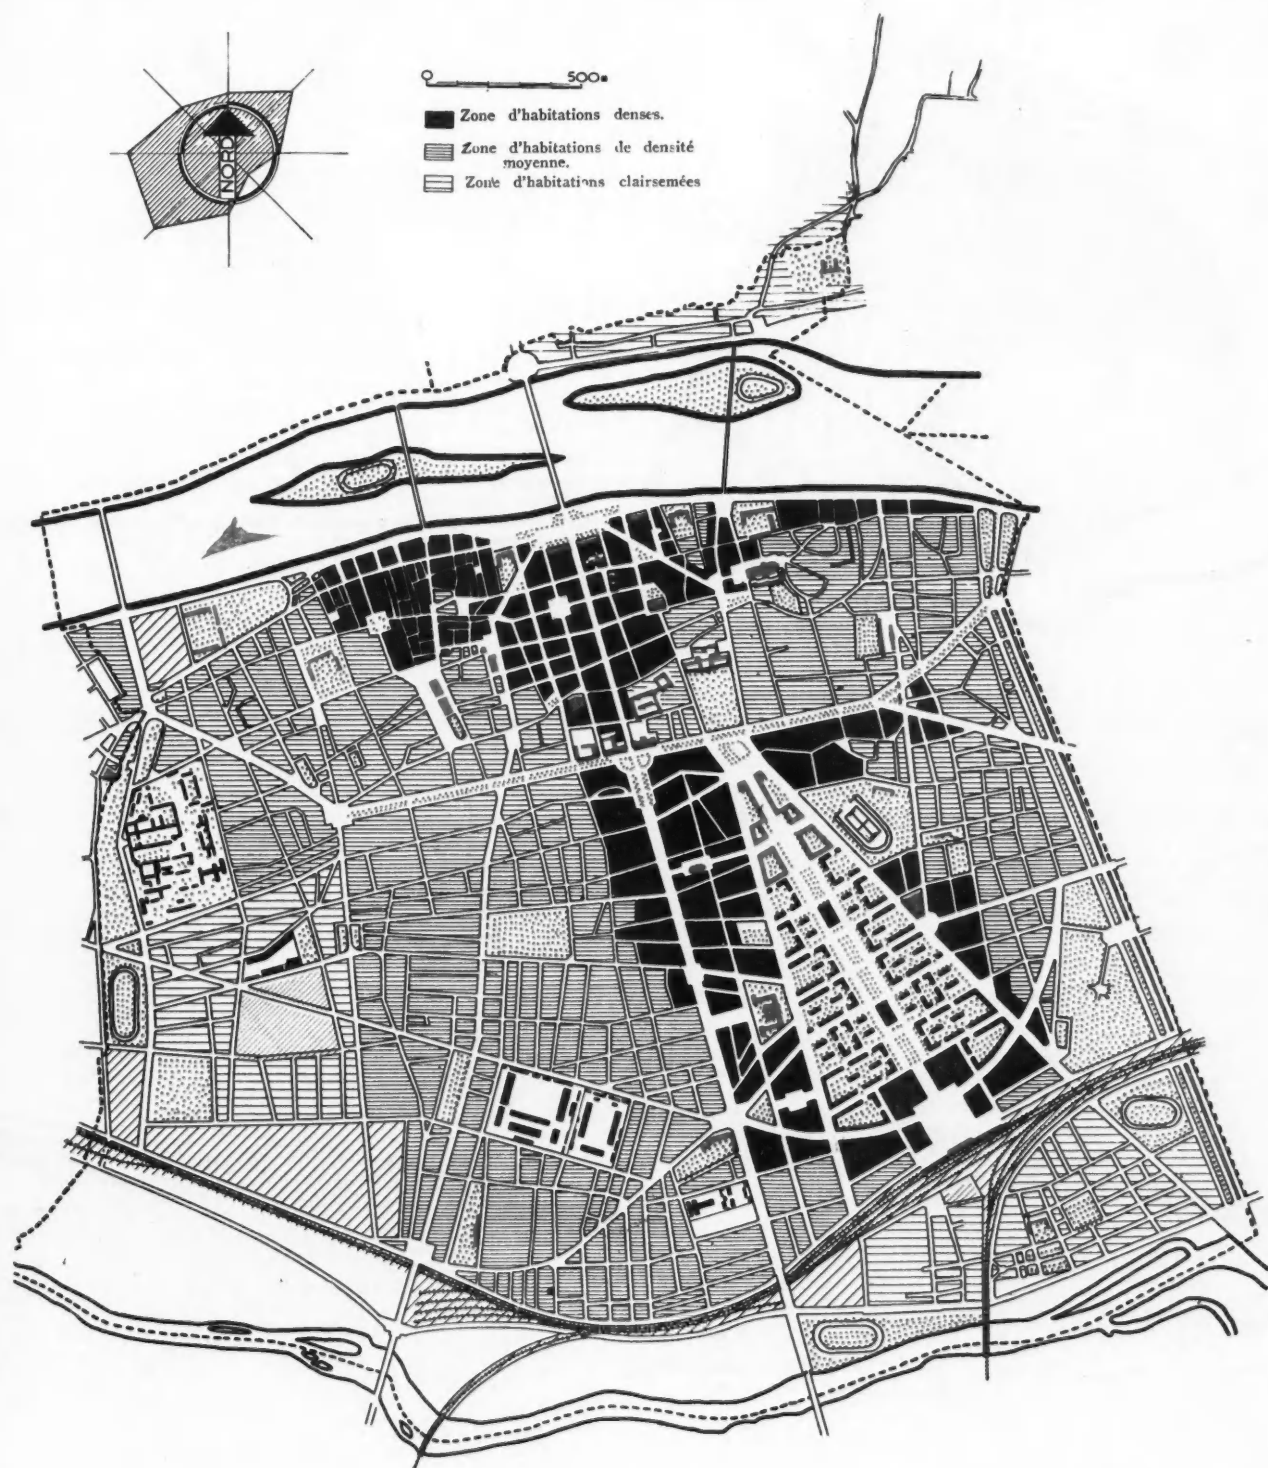 NORD
500m
Zone d'habitations denses.
Zone d'habitations de densité
moyenne.
Zone d'habitations clairsemées